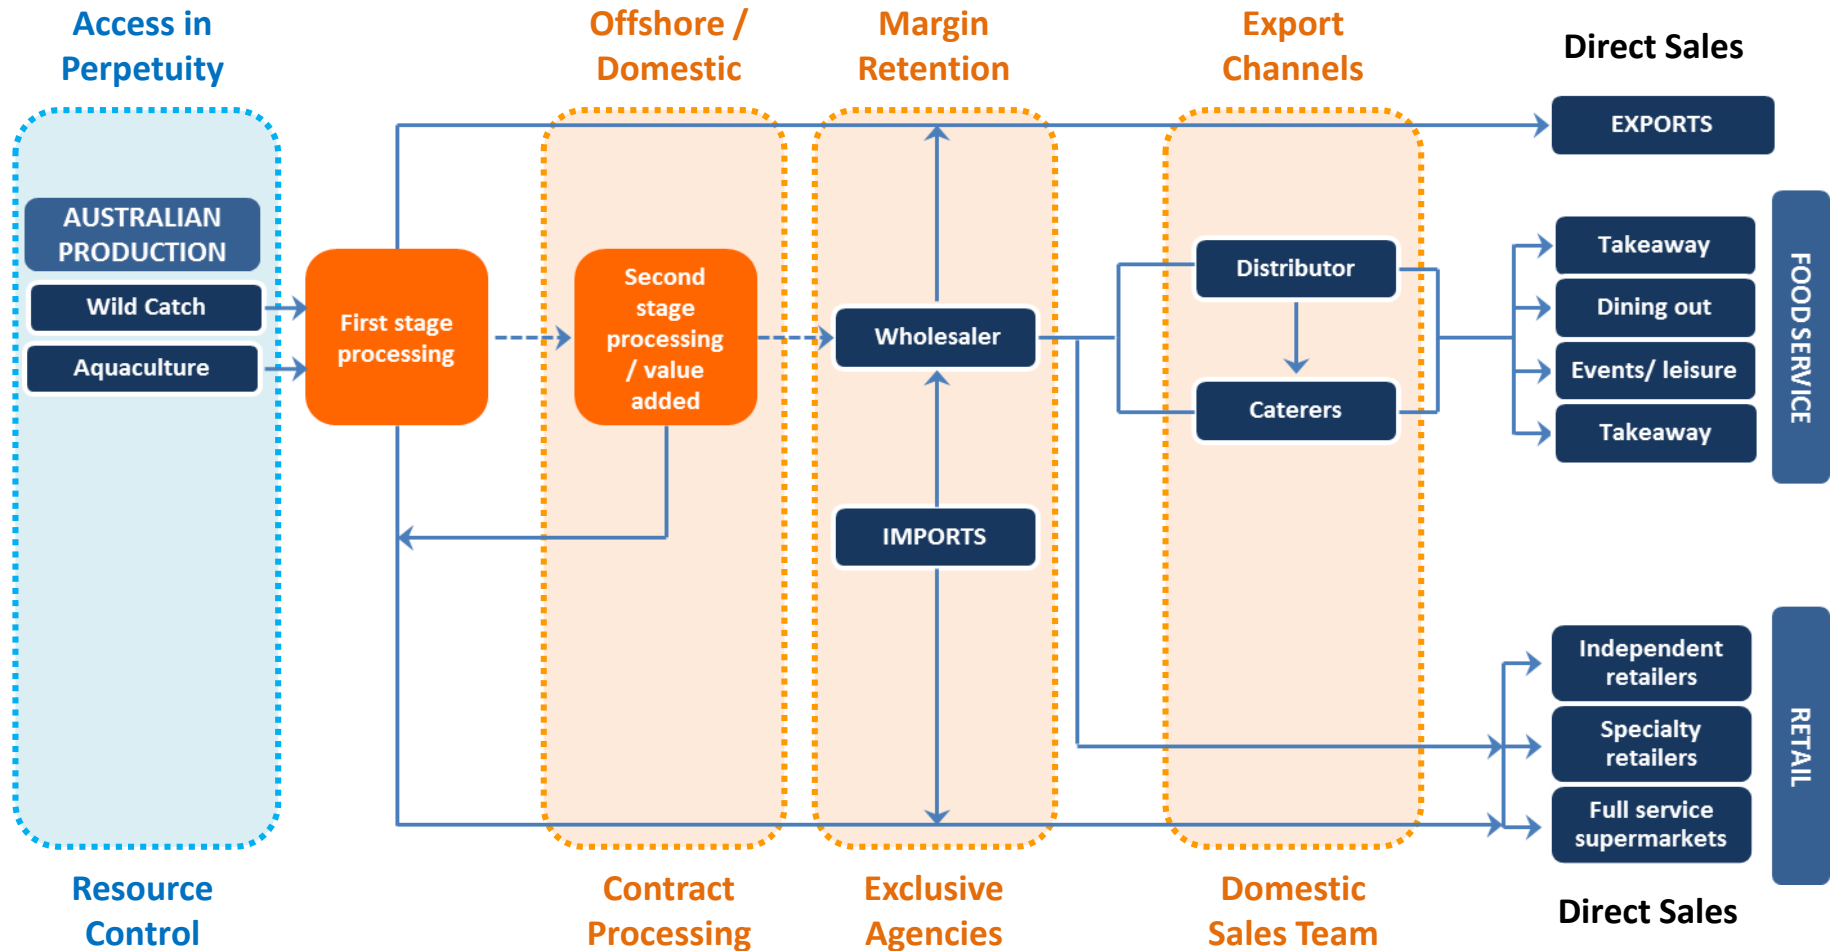 Access in
Perpetuity
Offshore /
Domestic
Margin
Retention
Export
Channels
Direct Sales
EXPORTS
AUSTRALIAN
PRODUCTION
Wild Catch
Aquaculture
First stage
processing
Second
stage
processing
/ value
added
Wholesaler
IMPORTS
Distributor
Caterers
Takeaway
Dining out
Events/ leisure
Takeaway
FOODSERVICE
Independent
retailers
Specialty
retailers
Full service
supermarkets
RETAIL
Resource
Control
Contract
Processing
Exclusive
Agencies
Domestic
Sales Team
Direct Sales